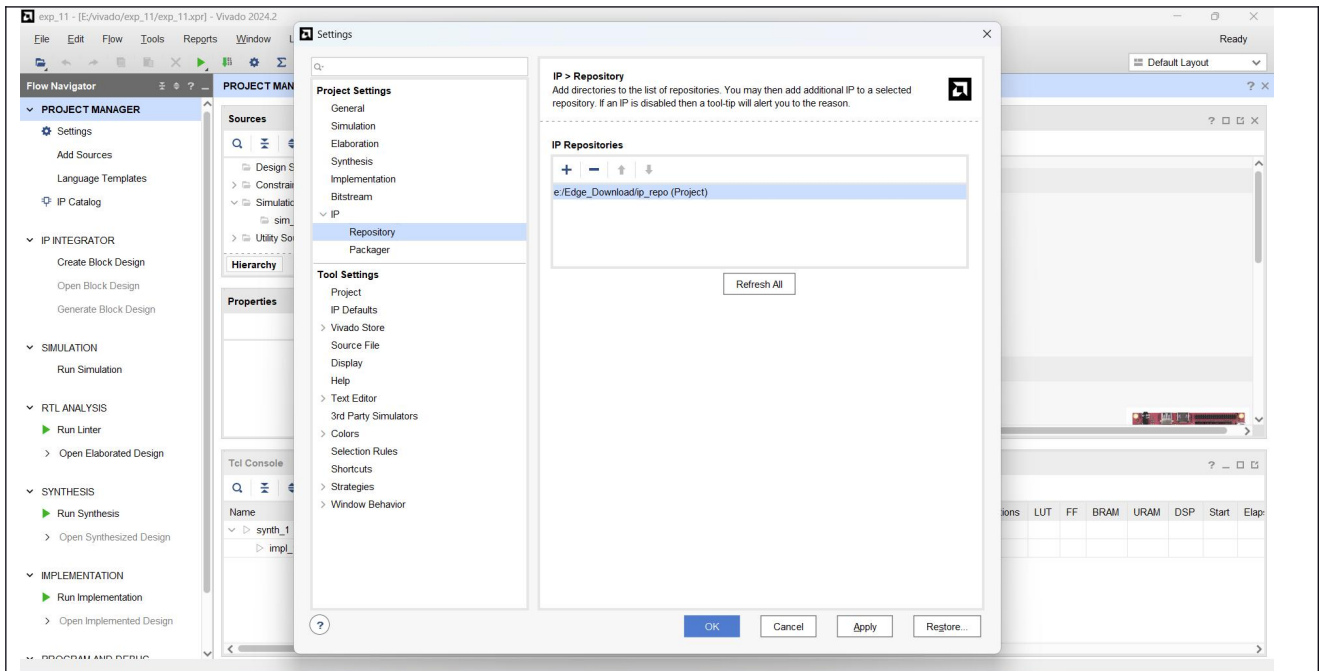 exp_11 - [E:/vivado/exp_11/exp_11.xpr] - Vivado 2024.2
File Edit Flow Tools Reports Window L
Ready
Default Layout
Flow Navigator
PROJECT MANAGER
Settings
Add Sources
Language Templates
IP Catalog
IP INTEGRATOR
Create Block Design
Open Block Design
Generate Block Design
SIMULATION
Run Simulation
RTL ANALYSIS
Run Linter
Open Elaborated Design
SYNTHESIS
Run Synthesis
Open Synthesized Design
IMPLEMENTATION
Run Implementation
Open Implemented Design
PROGRAM AND DEBUG
PROJECT MAN
Sources
Design S
Constrai
Simulatio
sim_
Utility So
Hierarchy
Properties
Tcl Console
Name
synth_1
impl_
Settings
Q-
Project Settings
General
Simulation
Elaboration
Synthesis
Implementation
Bitstream
IP
Repository
Packager
Tool Settings
Project
IP Defaults
Vivado Store
Source File
Display
Help
Text Editor
3rd Party Simulators
Colors
Selection Rules
Shortcuts
Strategies
Window Behavior
IP > Repository
Add directories to the list of repositories. You may then add additional IP to a selected
repository. If an IP is disabled then a tool-tip will alert you to the reason.
IP Repositories
e:/Edge_Download/ip_repo (Project)
Refresh All
OK Cancel Apply Restore...
ions LUT FF BRAM URAM DSP Start Elap